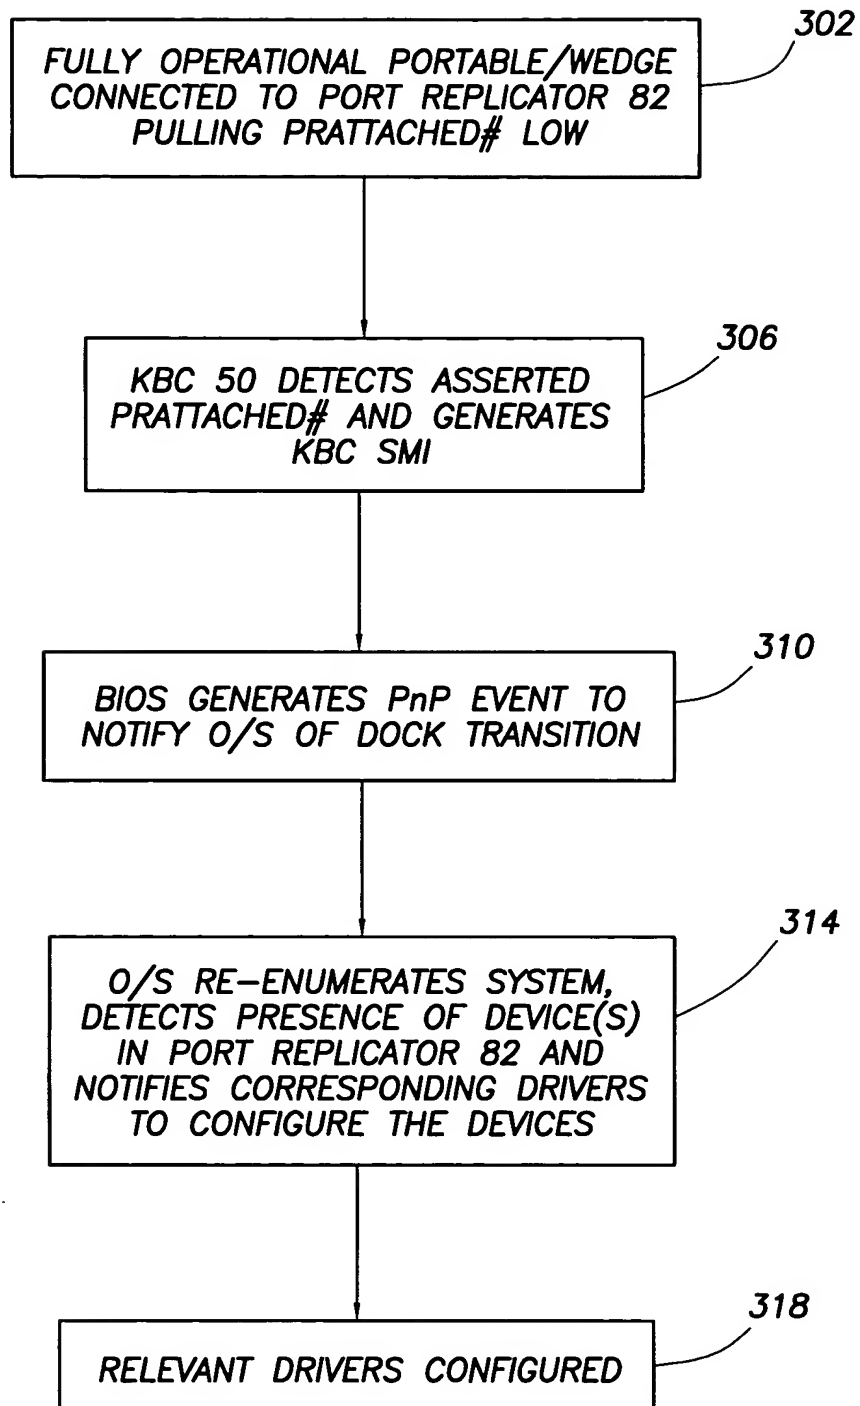 302
FULLY OPERATIONAL PORTABLE/WEDGE
CONNECTED TO PORT REPLICATOR 82
PULLING PRATTACHED# LOW
306
KBC 50 DETECTS ASSERTED
PRATTACHED# AND GENERATES
KBC SMI
310
BIOS GENERATES PnP EVENT TO
NOTIFY O/S OF DOCK TRANSITION
314
O/S RE-ENUMERATES SYSTEM,
DETECTS PRESENCE OF DEVICE(S)
IN PORT REPLICATOR 82 AND
NOTIFIES CORRESPONDING DRIVERS
TO CONFIGURE THE DEVICES
318
RELEVANT DRIVERS CONFIGURED